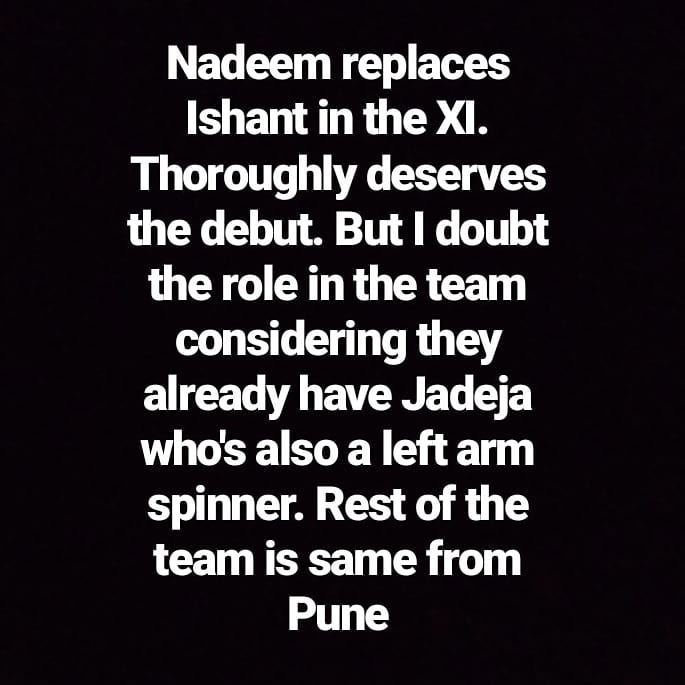 Nadeem replaces
Ishant in the XI.
Thoroughly deserves
the debut. But I doubt
the role in the team
considering they
already have Jadeja
who's also a left arm
spinner. Rest of the
team is same from
Pune